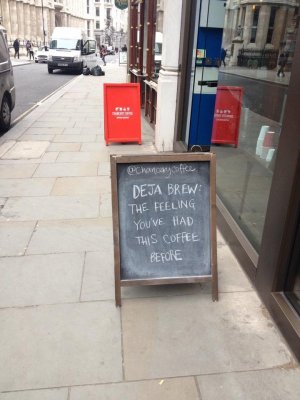 @chancerycoffee
DEJA BREW:
THE FEELING
YOU'VE HAD
THIS COFFEE
BEFORE